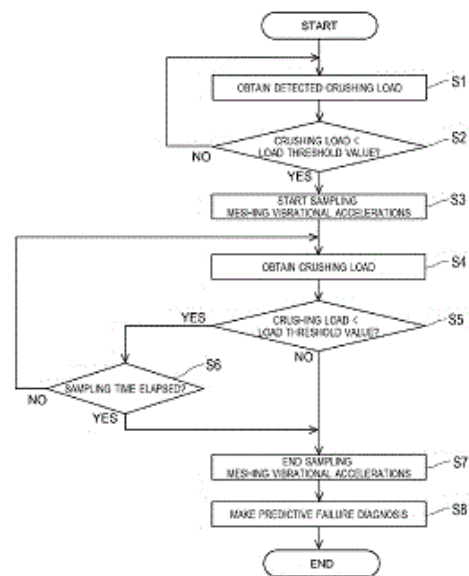 START
OBTAIN DETECTED CRUSHING LOAD
S1
CRUSHING LOAD <
LOAD THRESHOLD VALUE?
S2
NO
YES
START SAMPLING
MESHING VIBRATIONAL ACCELERATIONS
S3
OBTAIN CRUSHING LOAD
S4
CRUSHING LOAD <
LOAD THRESHOLD VALUE?
S5
YES
NO
SAMPLING TIME ELAPSED?
S6
NO
YES
END SAMPLING
MESHING VIBRATIONAL ACCELERATIONS
S7
MAKE PREDICTIVE FAILURE DIAGNOSIS
S8
END